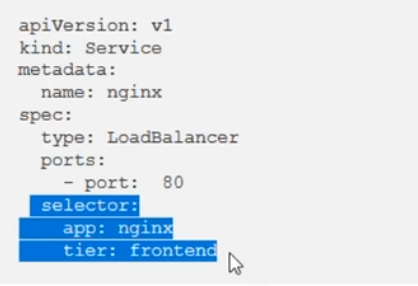 apiVersion: v1
kind: Service
metadata:
  name: nginx
spec:
  type: LoadBalancer
  ports:
    - port:  80
  selector:
    app: nginx
    tier: frontend